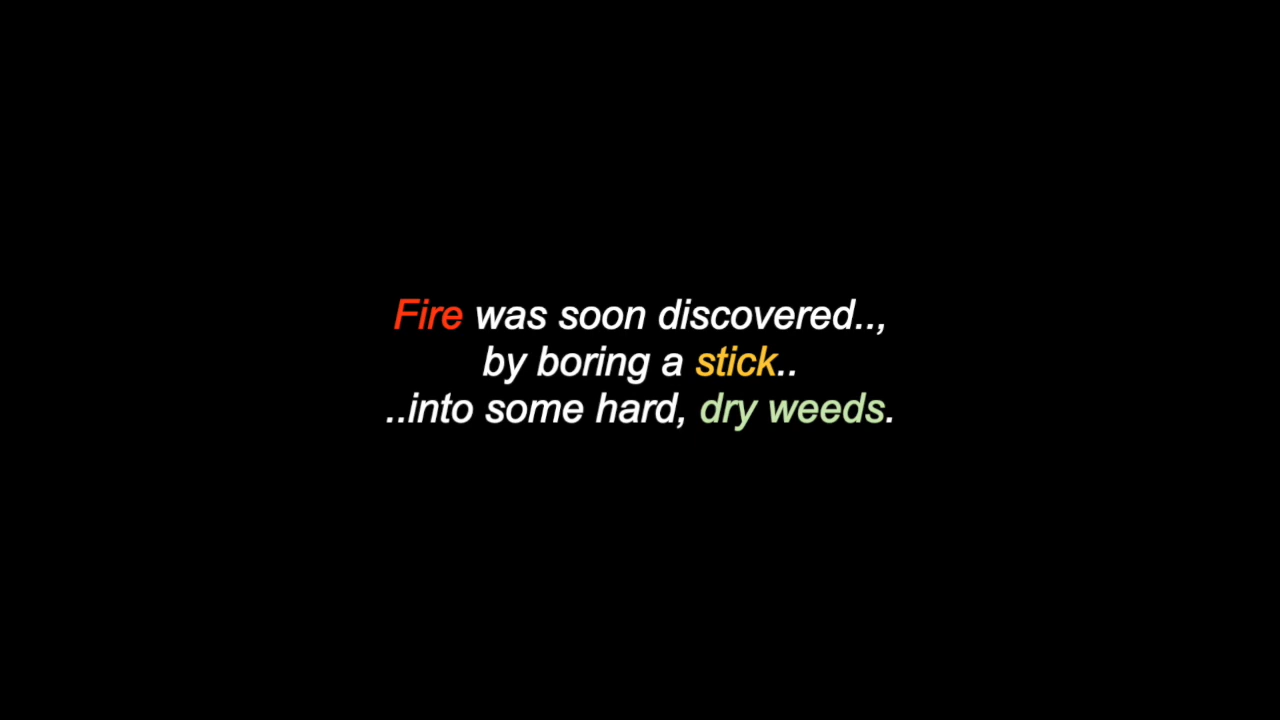 Fire was soon discovered..,
by boring a stick..
..into some hard, dry weeds.